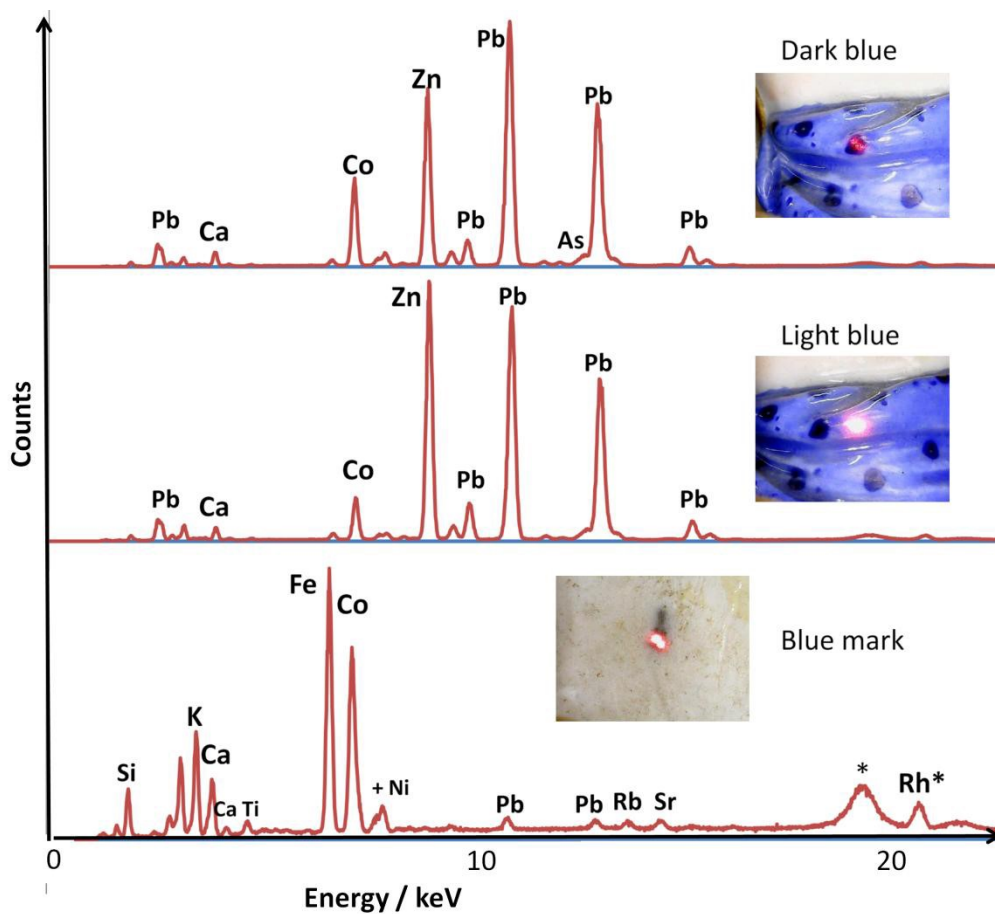 Pb
Dark blue
Zn
Pb
Co
Pb
Ca
Pb
As
Pb
Zn
Pb
Light blue
Pb
Co
Pb
Ca
Pb
Pb
Counts
Fe
Co
Blue mark
K
Si
Ca
Ca Ti
+ Ni
Pb
Pb
Rb
Sr
*
Rh*
0
10
20
Energy / keV